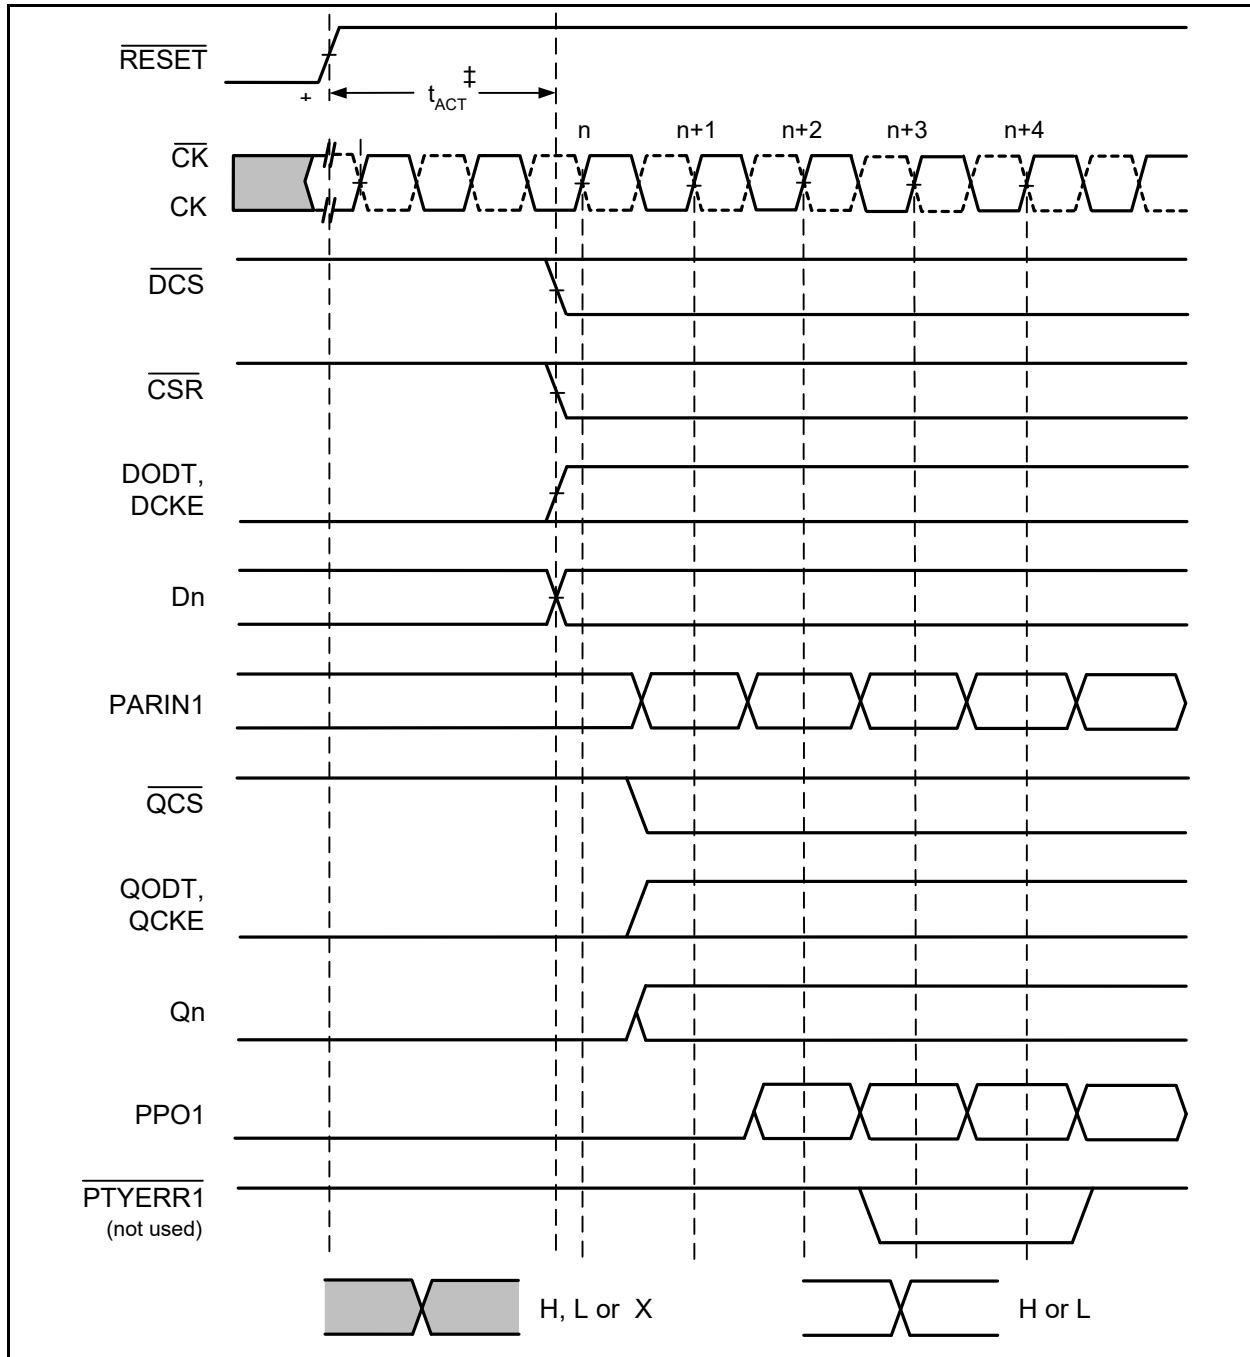 RESET
‡
+
tACT
n n+1 n+2 n+3 n+4
CK
CK
DCS
CSR
DODT,
DCKE
Dn
PARIN1
QCS
QODT,
QCKE
Qn
PPO1
PTYERR1
(not used)
H, L or X
H or L